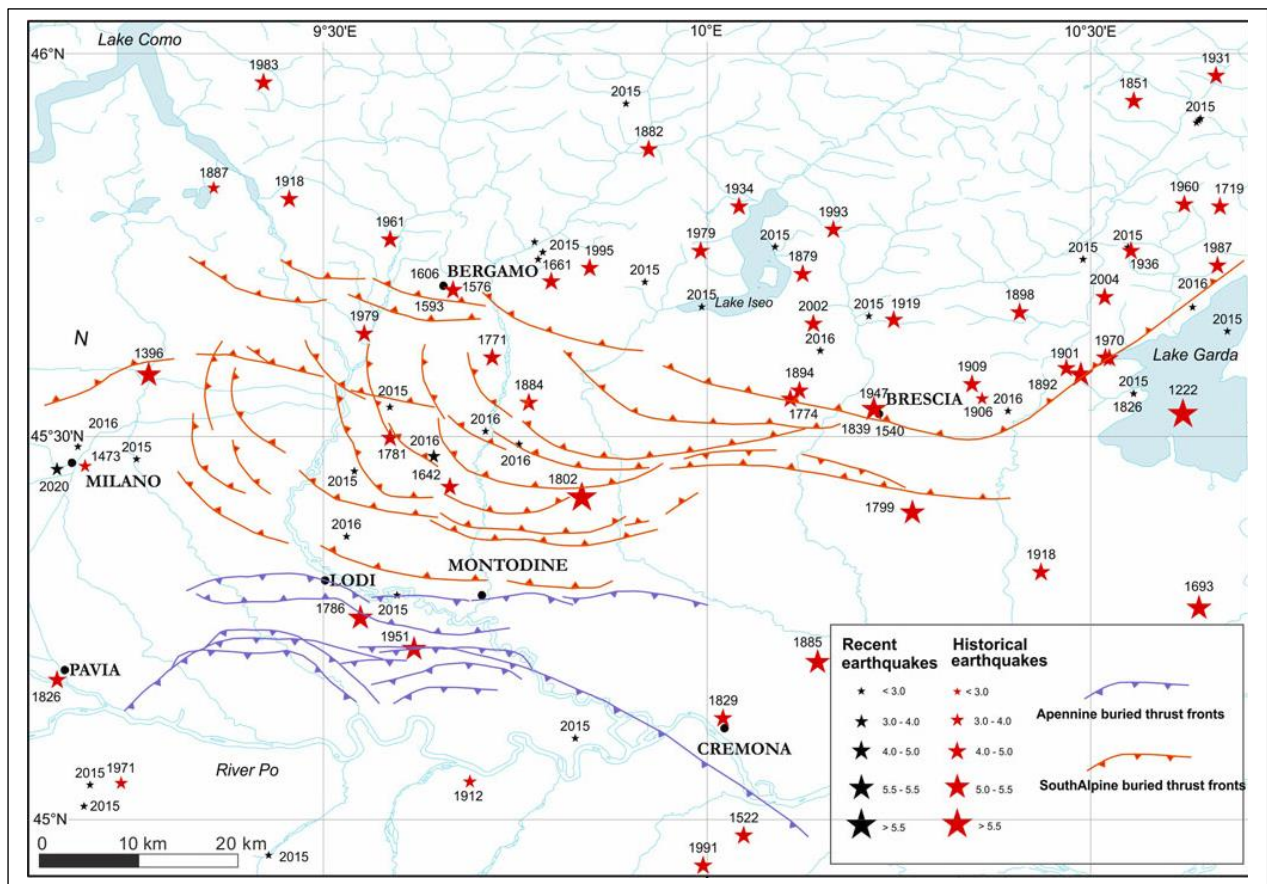 Lake Como
9°30'E
10°E
10°30'E
46°N
1983
1931
1851
2015
2015
1882
1887
1918
1934
1960
1719
1961
1993
1979
2015
1995
1879
2015
2015
1936
1987
1606
BERGAMO
1661
1576
1593
2015
2015
Lake Iseo
2004
2016
1979
2002
2015
1919
1898
2015
N
2016
1771
1970
Lake Garda
1396
1901
1894
1909
1892
1884
2015
1774
1947
BRESCIA
1906
2016
2015
1826
1222
2016
1839
1540
45°30'N
2016
2016
2015
1781
2016
1473
MILANO
2020
2015
1642
1802
1799
2016
MONTODINE
1918
LODI
1786
2015
1693
1951
1885
PAVIA
1826
1829
2015
CREMONA
River Po
2015
1971
2015
1912
45°N
1522
1991
2015
0
10 km
20 km
Recent
earthquakes
Historical
earthquakes
< 3.0
< 3.0
3.0 - 4.0
3.0 - 4.0
4.0 - 5.0
4.0 - 5.0
5.5 - 5.5
5.0 - 5.5
> 5.5
> 5.5
Apennine buried thrust fronts
SouthAlpine buried thrust fronts